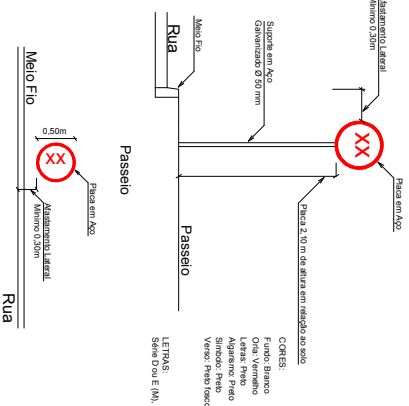 Afastamento Lateral
Mínimo 0.30m
XX
Placa em Aço
Suporte em Aço
Galvanizado Ø 50 mm
Meio Fio
Rua
Placa 2,10 m de altura em relação ao solo
Passeio
Passeio
CORES:
Fundo: Branco
Orla: Vermelho
Letras: Preto
Algarismo: Preto
Símbolo: Preto
Verso: Preto fosco
LETRAS:
Série D ou E (M),
Meio Fio
0,50m
XX
Placa em Aço
Afastamento Lateral
Mínimo 0.30m
Rua